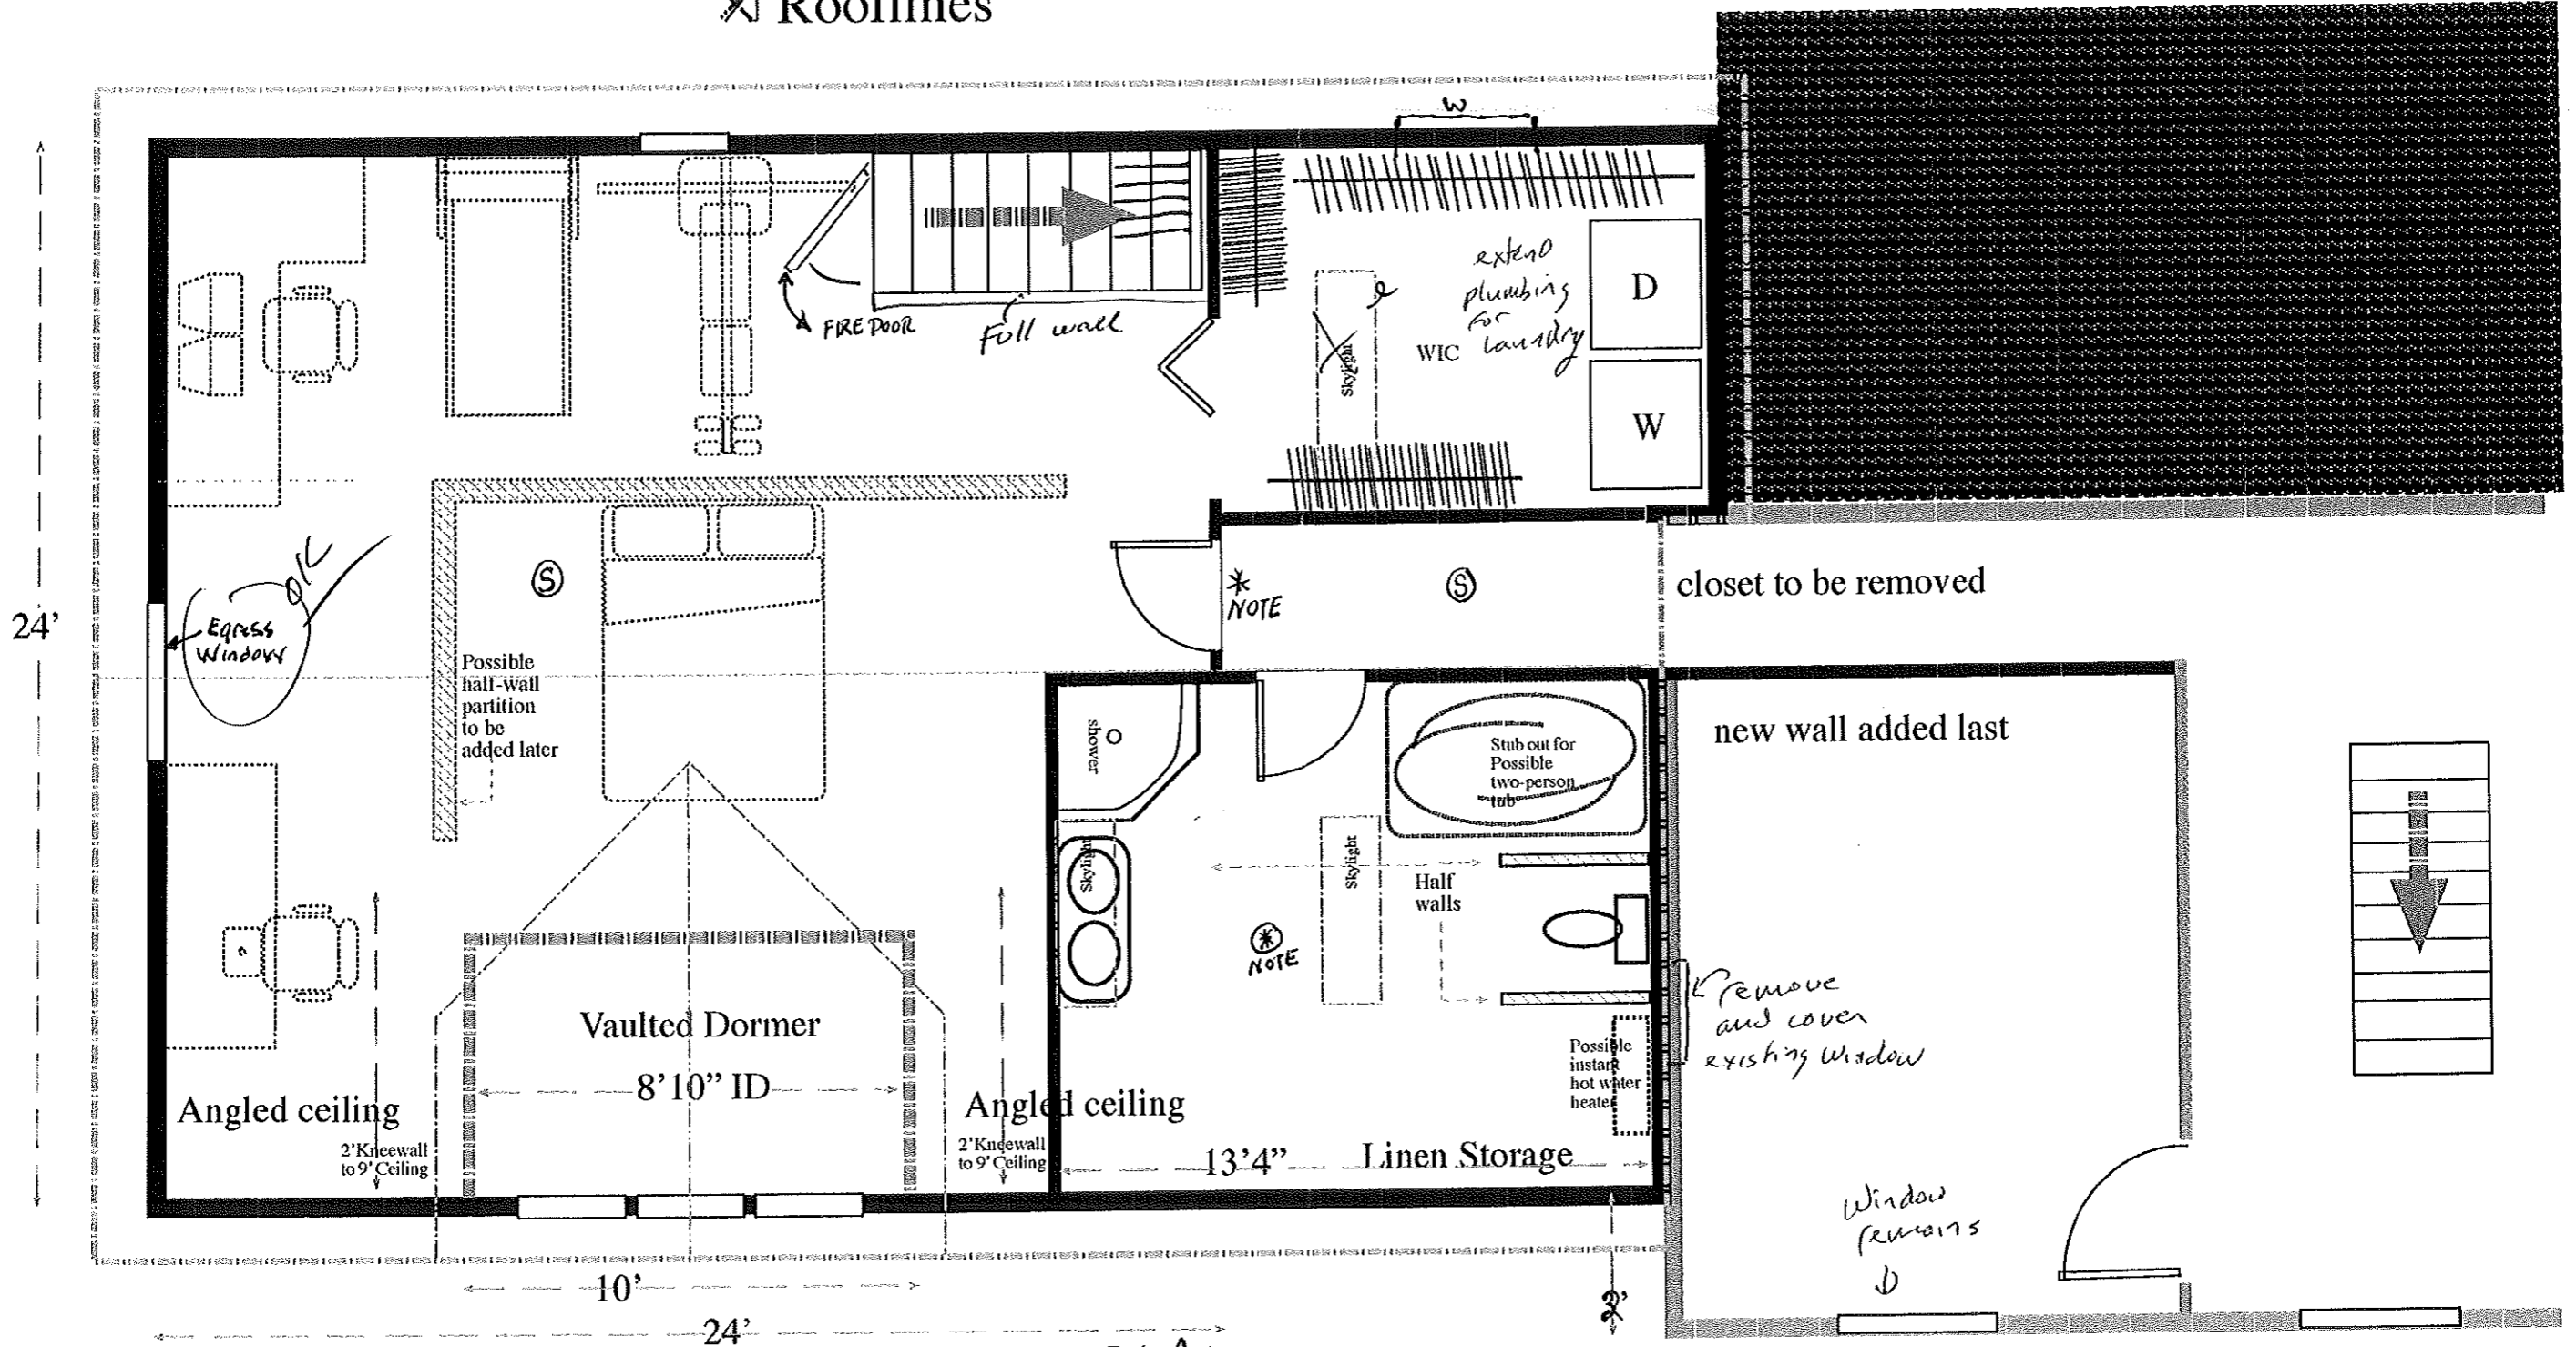 Rooflines
W
FIRE DOOR
Full wall
extend
plumbing
for
laundry
WIC
Skylight
D
W
24’
Egress
Window
O/C
S
Possible
half-wall
partition
to be
added later
*
NOTE
S
closet to be removed
shower
Stub out for
Possible
two-person
tub
new wall added last
Skylight
Skylight
Half
walls
*
NOTE
remove
and cover
existing window
Possible
instant
hot water
heater
Vaulted Dormer
8’10” ID
Angled ceiling
2’Kneewall
to 9’ Ceiling
Angled ceiling
2’Kneewall
to 9’ Ceiling
13’4”
Linen Storage
Window
remains
10’
24’